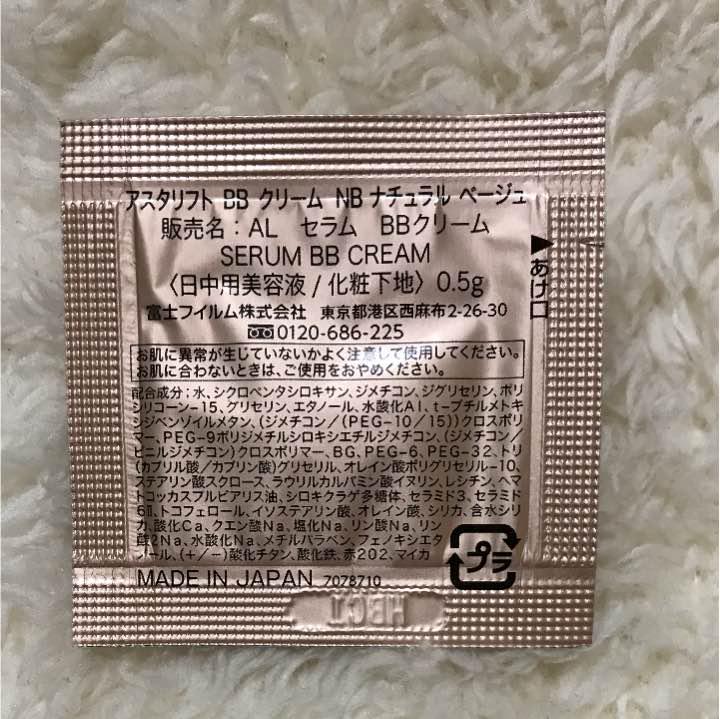 アスタリフト BB クリーム NB ナチュラル ベージュ
販売名：AL セラム BBクリーム
SERUM BB CREAM
〈日中用美容液/化粧下地〉0.5g
富士フイルム株式会社 東京都港区西麻布2-26-30
0120-686-225
お肌に異常が生じていないかよく注意して使用してください。
お肌に合わないときは、ご使用をおやめください。
配合成分：水、シクロペンタシロキサン、ジメチコン、ジグリセリン、ポリ
シリコーン-15、グリセリン、エタノール、水酸化Al、t-ブチルメトキ
シジベンゾイルメタン、(ジメチコン/(PEG-10/15))クロスポリ
マー、PEG-9ポリジメチルシロキシエチルジメチコン、(ジメチコン/
ビニルジメチコン)クロスポリマー、BG、PEG-6、PEG-32、トリ
(カプリル酸/カプリン酸)グリセリル、オレイン酸ポリグリセリル-10、
ステアリン酸スクロース、ラウリルカルバミン酸イヌリン、レシチン、ヘマ
トコッカスプルビアリス油、シロキクラゲ多糖体、セラミド3、セラミド
6Ⅱ、トコフェロール、イソステアリン酸、オレイン酸、シリカ、含水シリ
カ、酸化Ca、クエン酸Na、塩化Na、リン酸Na、リン
酸2Na、水酸化Na、メチルパラベン、フェノキシエタ
ノール、(+/−)酸化チタン、酸化鉄、赤202、マイカ
MADE IN JAPAN 7078710
▶あけ口
プラ
HBCI